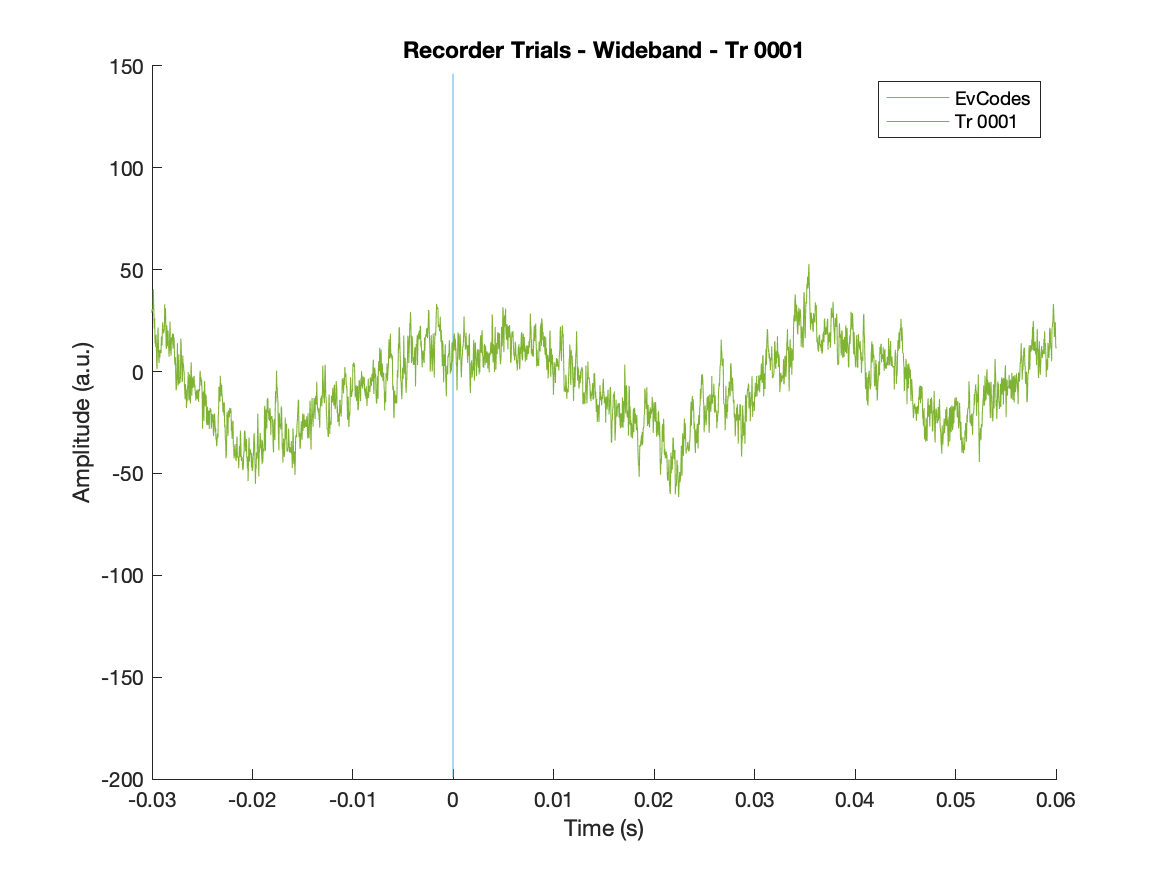 Recorder Trials - Wideband - Tr 0001
EvCodes
Tr 0001
150
100
50
0
-50
-100
-150
-200
Amplitude (a.u.)
-0.03 -0.02 -0.01 0 0.01 0.02 0.03 0.04 0.05 0.06
Time (s)